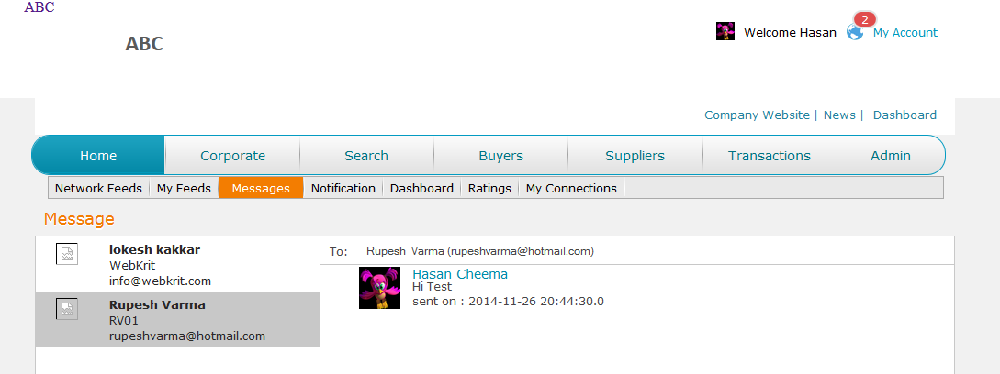 ABC
ABC
Welcome Hasan 2 My Account
Company Website | News | Dashboard
Home Corporate Search Buyers Suppliers Transactions Admin
Network Feeds My Feeds Messages Notification Dashboard Ratings My Connections
Message
lokesh kakkar
WebKrit
info@webkrit.com
Rupesh Varma
RV01
rupeshvarma@hotmail.com
To: Rupesh Varma (rupeshvarma@hotmail.com)
Hasan Cheema
Hi Test
sent on : 2014-11-26 20:44:30.0